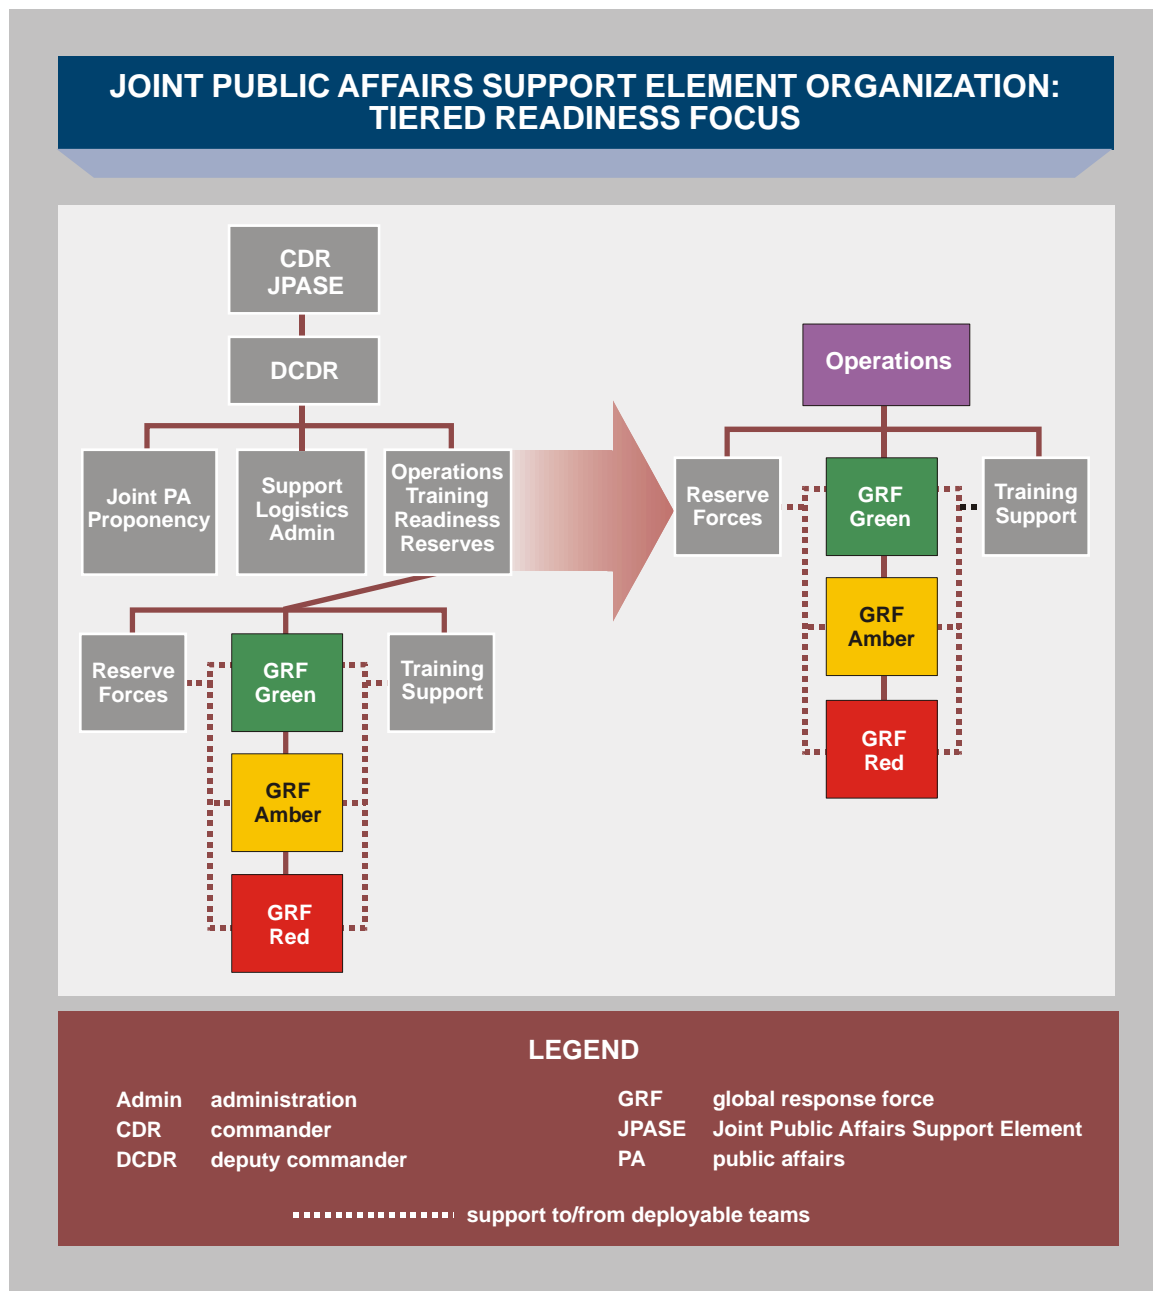 JOINT PUBLIC AFFAIRS SUPPORT ELEMENT ORGANIZATION:
TIERED READINESS FOCUS
CDR
JPASE
DCDR
Joint PA
Proponency
Support
Logistics
Admin
Operations
Training
Readiness
Reserves
Reserve
Forces
GRF
Green
Training
Support
GRF
Amber
GRF
Red
Operations
Reserve
Forces
GRF
Green
Training
Support
GRF
Amber
GRF
Red
LEGEND
Admin administration
CDR commander
DCDR deputy commander
GRF global response force
JPASE Joint Public Affairs Support Element
PA public affairs
support to/from deployable teams